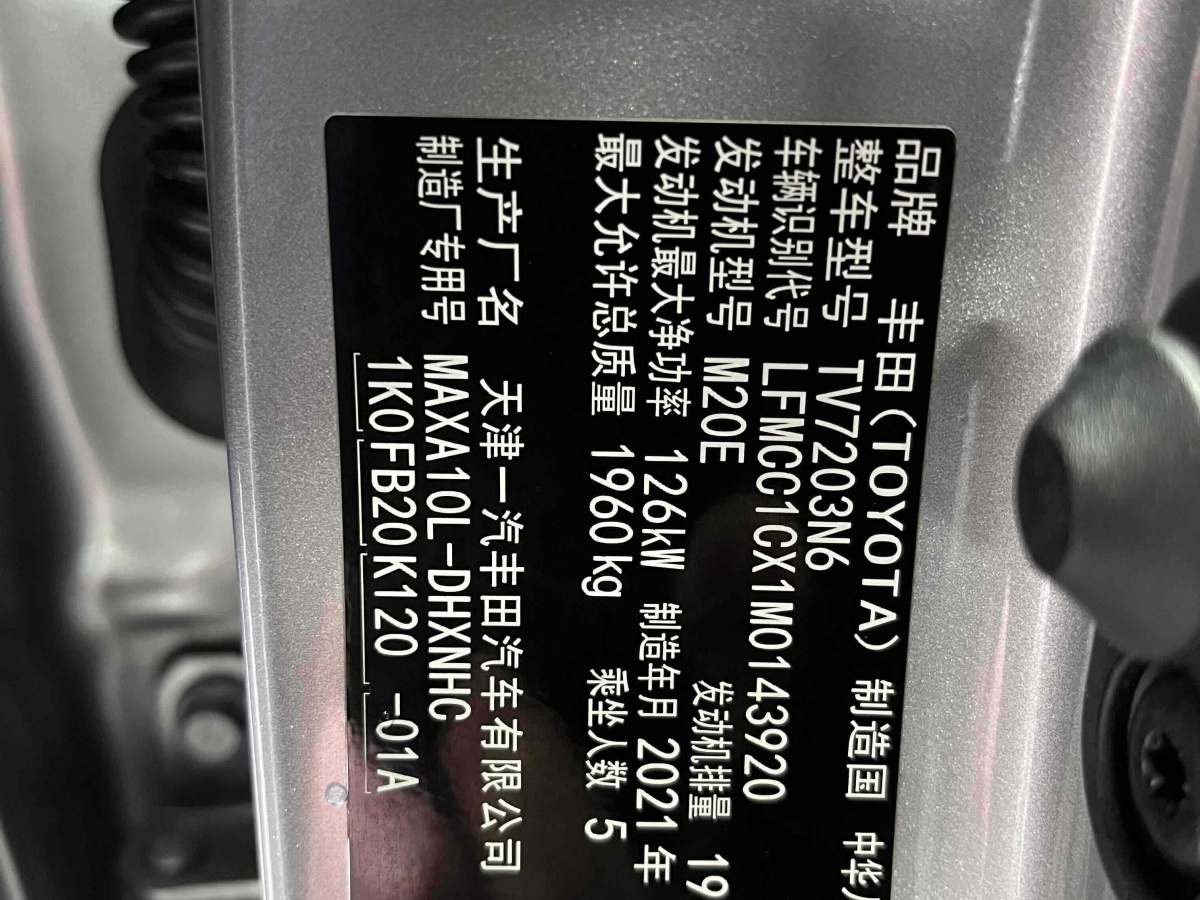 品牌 丰田(TOYOTA) 制造国 中华
整车型号 TV7203N6
车辆识别代号 LFMCC1CX1M0143920
发动机型号 M20E 发动机排量 19
发动机最大净功率 126kW 制造年月 2021 年
最大允许总质量 1960kg 乘坐人数 5
生产厂名 天津一汽丰田汽车有限公司
制造厂专用号 MAXA10L-DHXNHC
1K0FB20K120 -01A